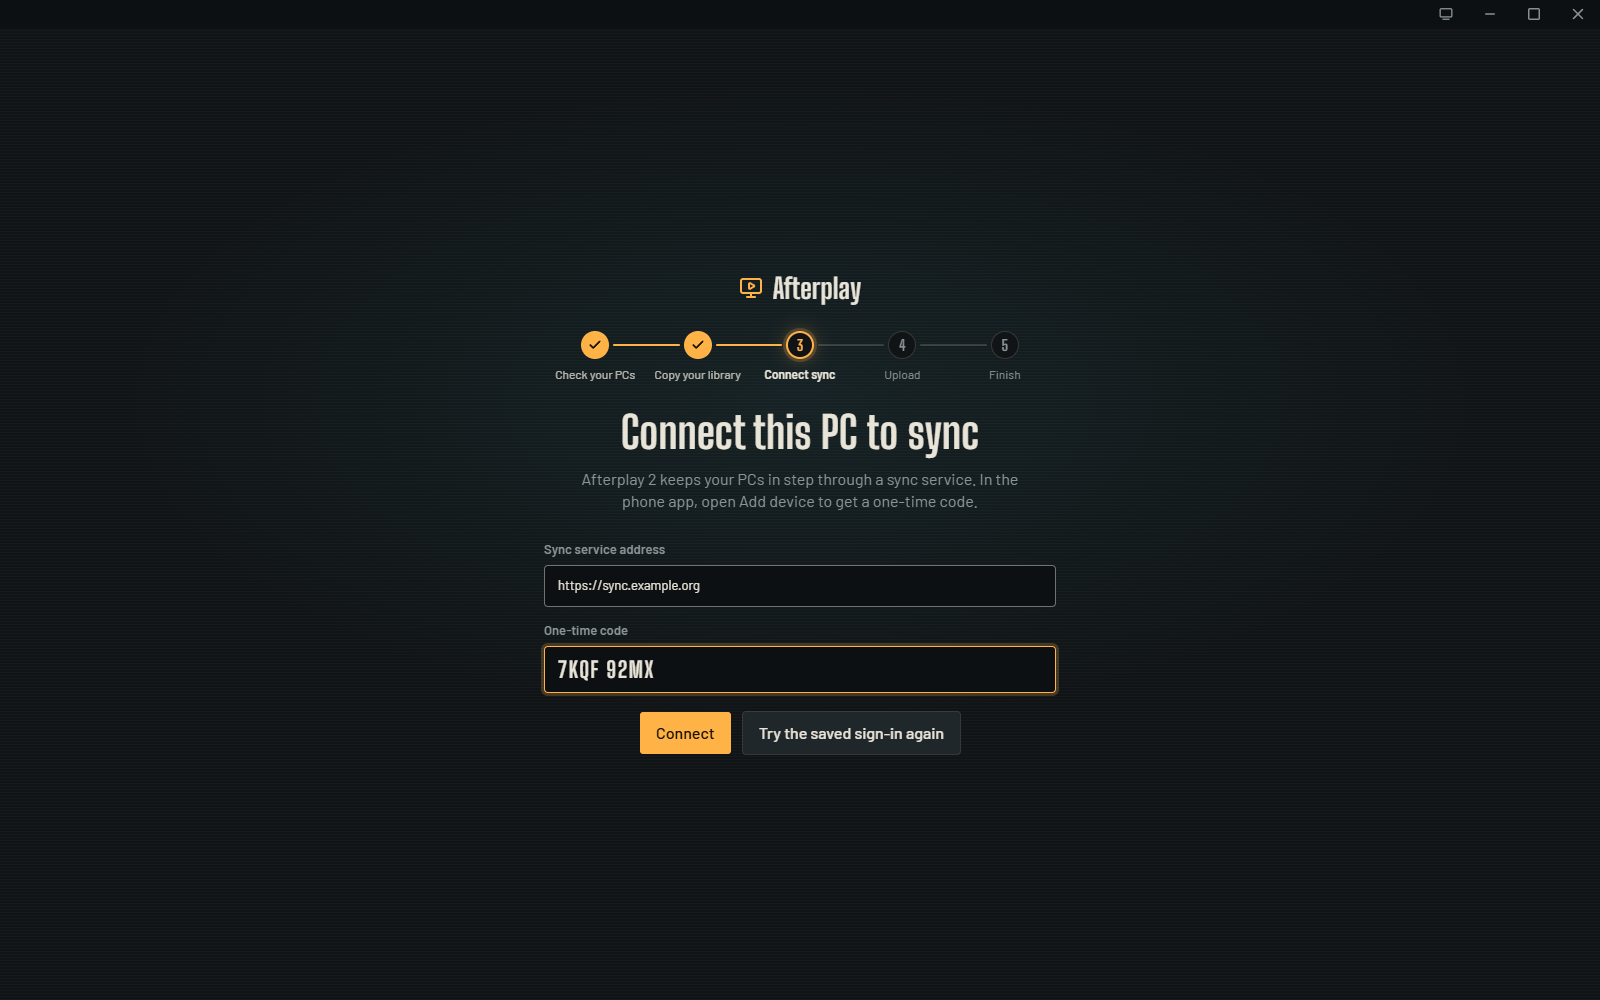 Afterplay
3
4
5
Check your PCs
Copy your library
Connect sync
Upload
Finish
Connect this PC to sync
Afterplay 2 keeps your PCs in step through a sync service. In the
phone app, open Add device to get a one-time code.
Sync service address
https://sync.example.org
One-time code
7KQF 92MX
Connect
Try the saved sign-in again